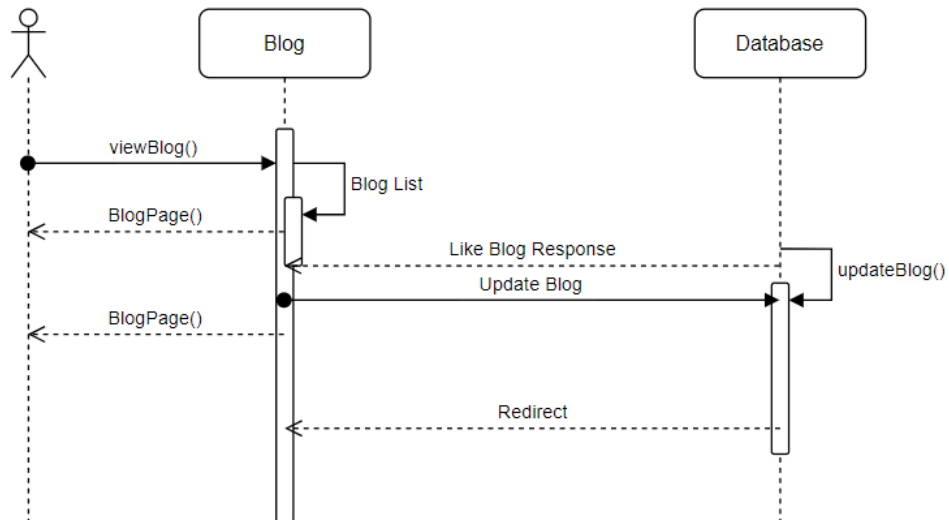 Blog
Database
viewBlog()
Blog List
BlogPage()
Like Blog Response
updateBlog()
Update Blog
BlogPage()
Redirect